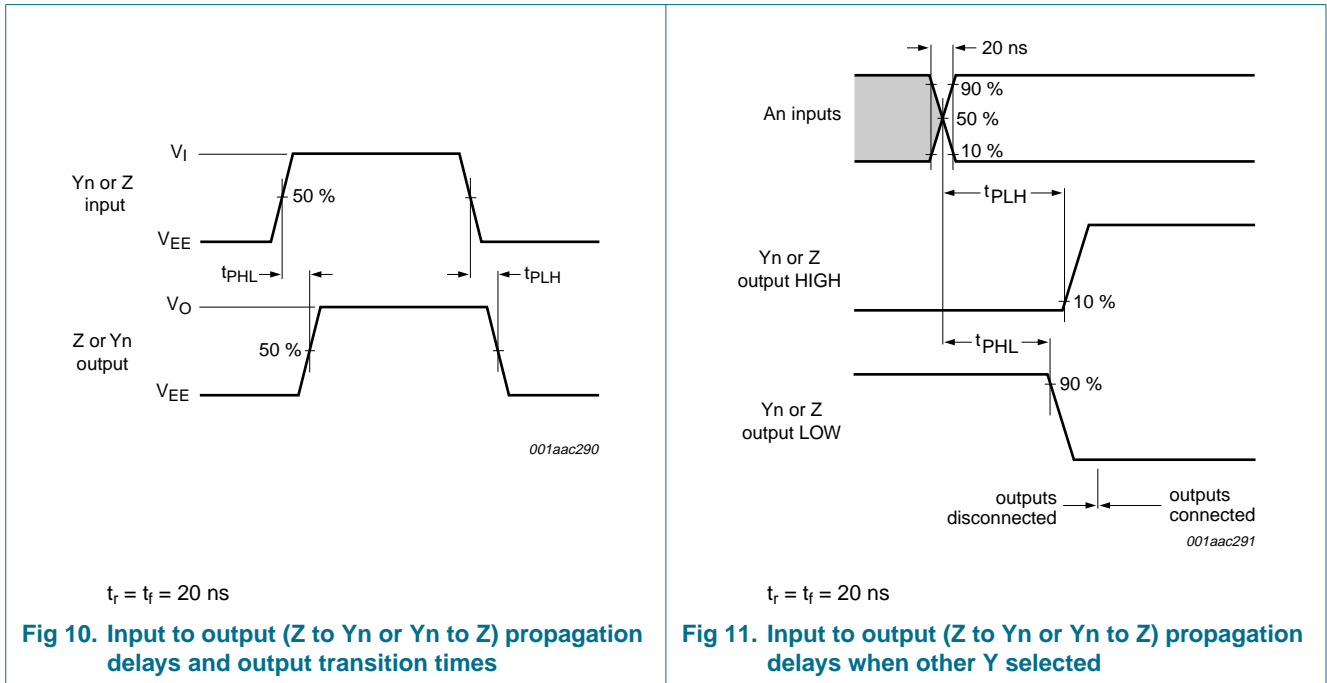 V_I
Yn or Z
input
50 %
V_EE
t_PHL
t_PLH
V_O
Z or Yn
output
50 %
V_EE
001aac290
t_r = t_f = 20 ns
Fig 10. Input to output (Z to Yn or Yn to Z) propagation
delays and output transition times
20 ns
An inputs
90 %
50 %
10 %
t_PLH
Yn or Z
output HIGH
10 %
t_PHL
90 %
Yn or Z
output LOW
outputs
disconnected
outputs
connected
001aac291
t_r = t_f = 20 ns
Fig 11. Input to output (Z to Yn or Yn to Z) propagation
delays when other Y selected